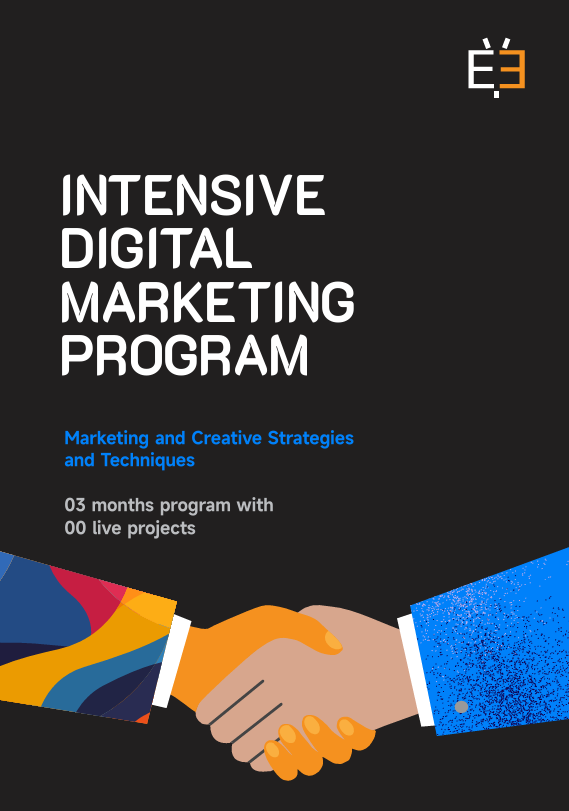 INTENSIVE
DIGITAL
MARKETING
PROGRAM
Marketing and Creative Strategies
and Techniques
03 months program with
00 live projects